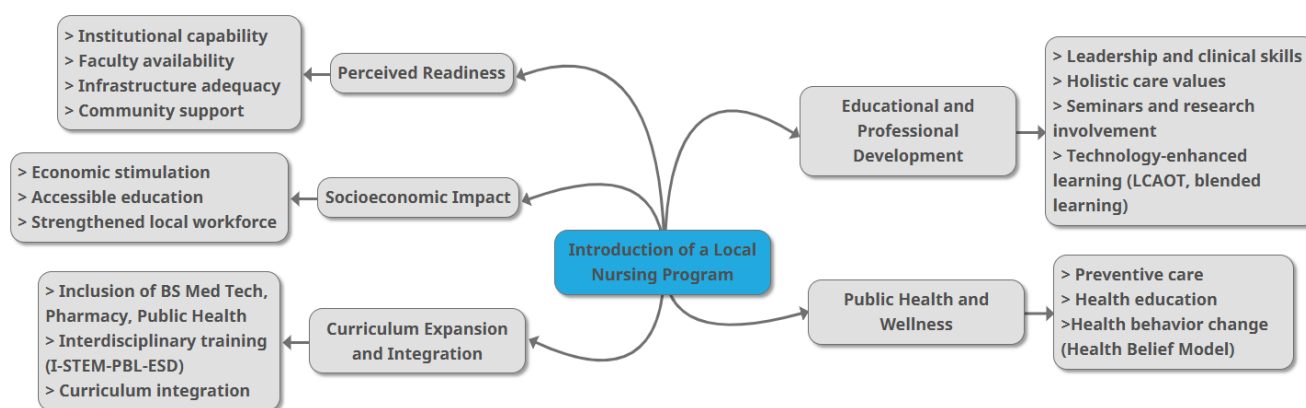 > Institutional capability
> Faculty availability
> Infrastructure adequacy
> Community support
Perceived Readiness
> Economic stimulation
> Accessible education
> Strengthened local workforce
Socioeconomic Impact
> Inclusion of BS Med Tech,
Pharmacy, Public Health
> Interdisciplinary training
(I-STEM-PBL-ESD)
> Curriculum integration
Curriculum Expansion
and Integration
Introduction of a Local
Nursing Program
Educational and
Professional
Development
> Leadership and clinical skills
> Holistic care values
> Seminars and research
involvement
> Technology-enhanced
learning (LCAOT, blended
learning)
Public Health and
Wellness
> Preventive care
> Health education
>Health behavior change
(Health Belief Model)